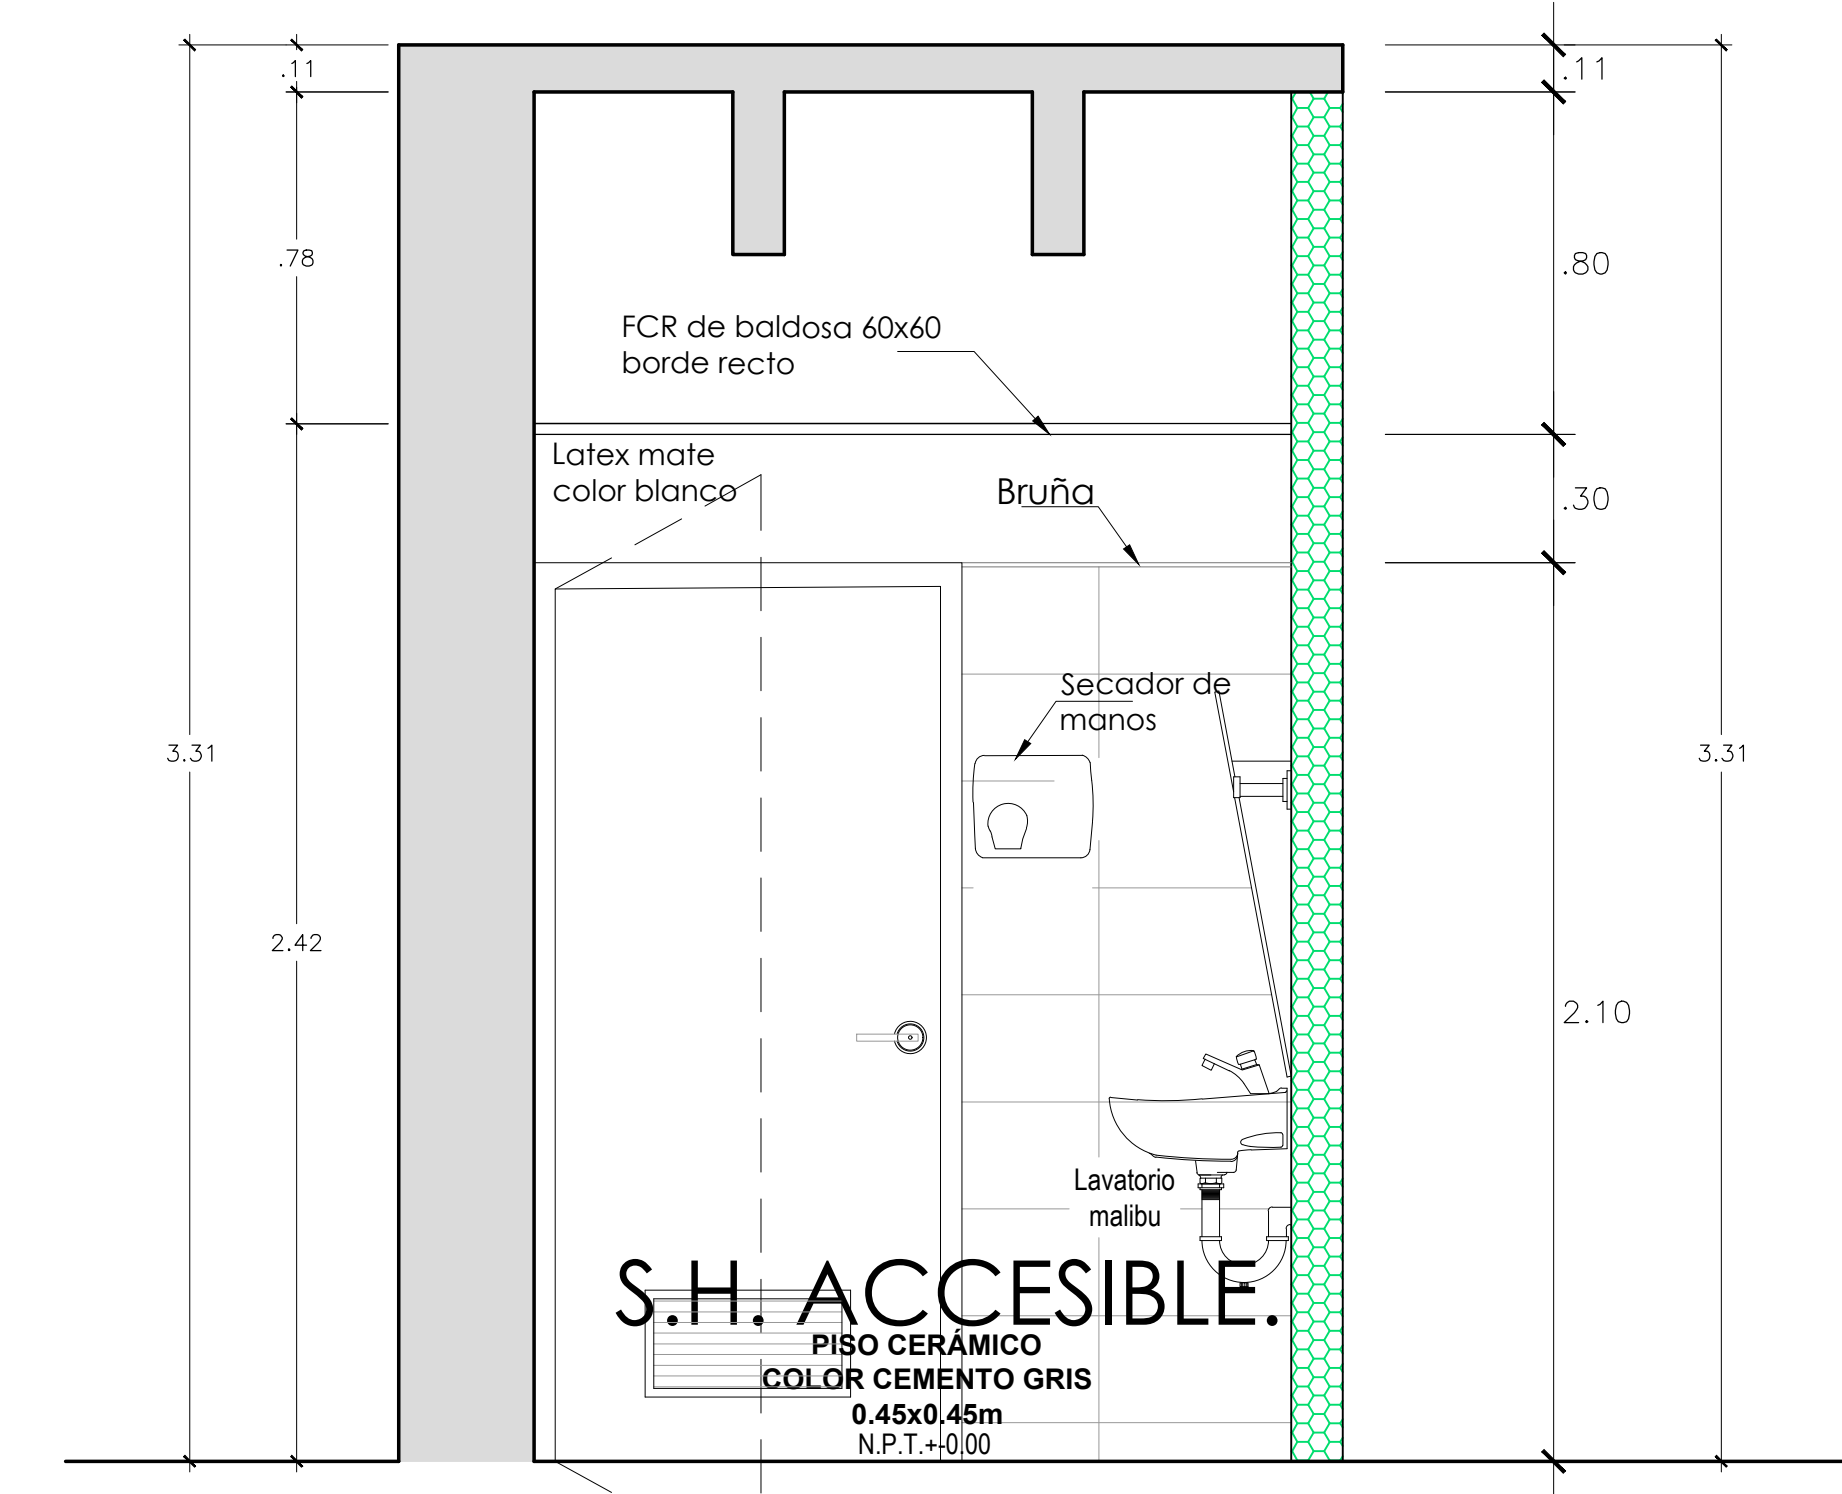 .11
.11
.78
.80
FCR de baldosa 60x60
borde recto
Latex mate
color blanco
Bruña
.30
Secador de
manos
3.31
3.31
2.42
2.10
Lavatorio
malibu
S.H. ACCESIBLE.
PISO CERÁMICO
COLOR CEMENTO GRIS
0.45x0.45m
N.P.T.+-0.00